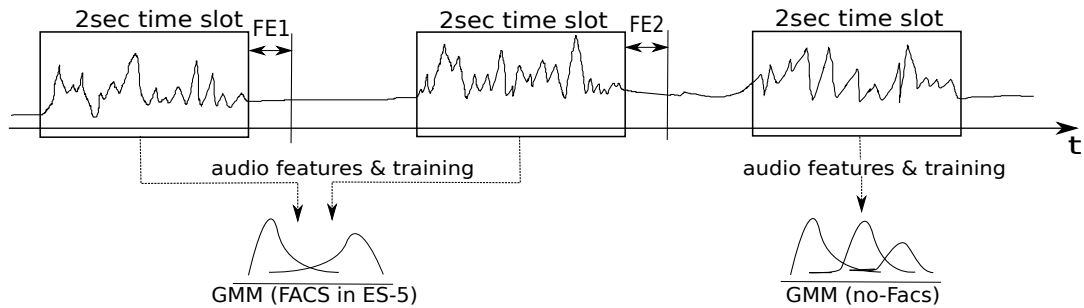 2sec time slot
FE1
2sec time slot
FE2
2sec time slot
t
audio features & training
audio features & training
GMM (FACS in ES-5)
GMM (no-Facs)